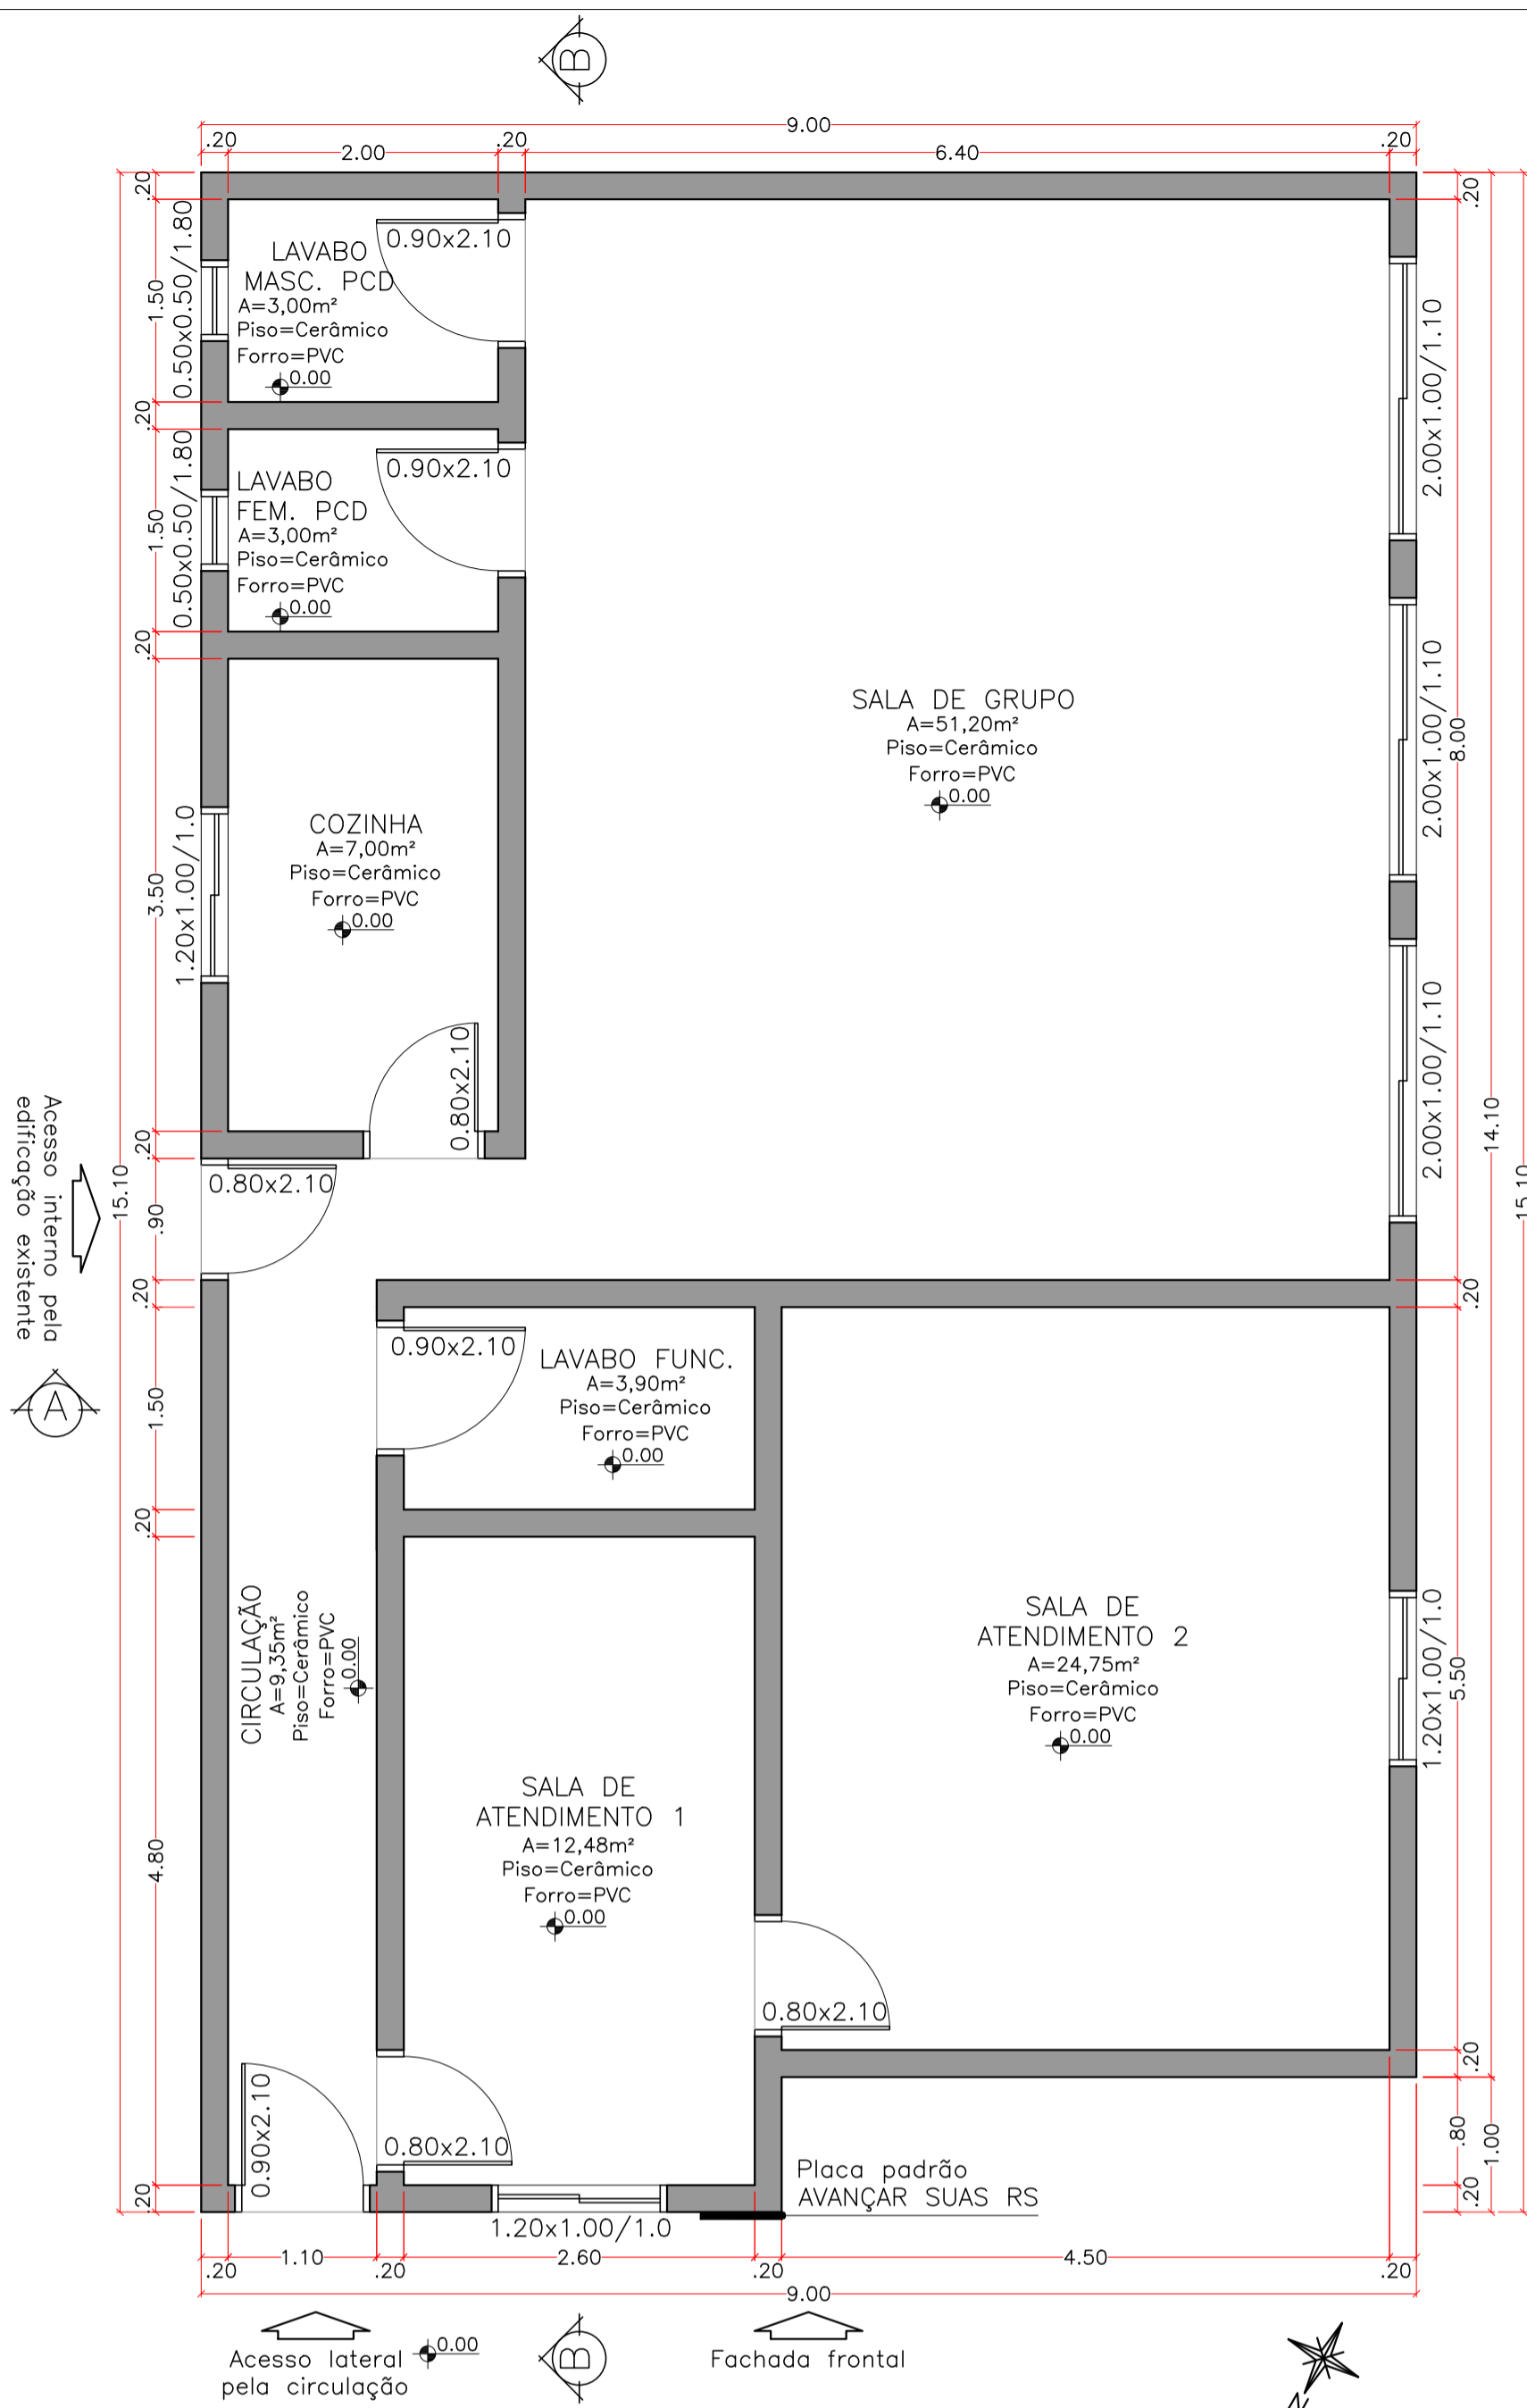 B
9.00
.20
2.00
.20
6.40
.20
.20
1.50
.20
1.50
.20
3.50
.20
.90
.20
1.50
.20
4.80
.20
15.10
0.50x0.50/1.80
0.50x0.50/1.80
1.20x1.00/1.0
LAVABO
MASC. PCD
A=3,00m²
Piso=Cerâmico
Forro=PVC
0.00
0.90x2.10
LAVABO
FEM. PCD
A=3,00m²
Piso=Cerâmico
Forro=PVC
0.00
0.90x2.10
SALA DE GRUPO
A=51,20m²
Piso=Cerâmico
Forro=PVC
0.00
COZINHA
A=7,00m²
Piso=Cerâmico
Forro=PVC
0.00
0.80x2.10
0.80x2.10
Acesso interno pela
edificação existente
A
2.00x1.00/1.10
2.00x1.00/1.10
2.00x1.00/1.10
.20
8.00
.20
5.50
.20
.80
.20
14.10
1.00
15.10
0.90x2.10
LAVABO FUNC.
A=3,90m²
Piso=Cerâmico
Forro=PVC
0.00
CIRCULAÇÃO
A=9,35m²
Piso=Cerâmico
Forro=PVC
0.00
SALA DE
ATENDIMENTO 2
A=24,75m²
Piso=Cerâmico
Forro=PVC
0.00
1.20x1.00/1.0
SALA DE
ATENDIMENTO 1
A=12,48m²
Piso=Cerâmico
Forro=PVC
0.00
0.80x2.10
0.90x2.10
0.80x2.10
Placa padrão
AVANÇAR SUAS RS
1.20x1.00/1.0
.20
1.10
.20
2.60
.20
4.50
.20
9.00
Acesso lateral
pela circulação
0.00
B
Fachada frontal
N